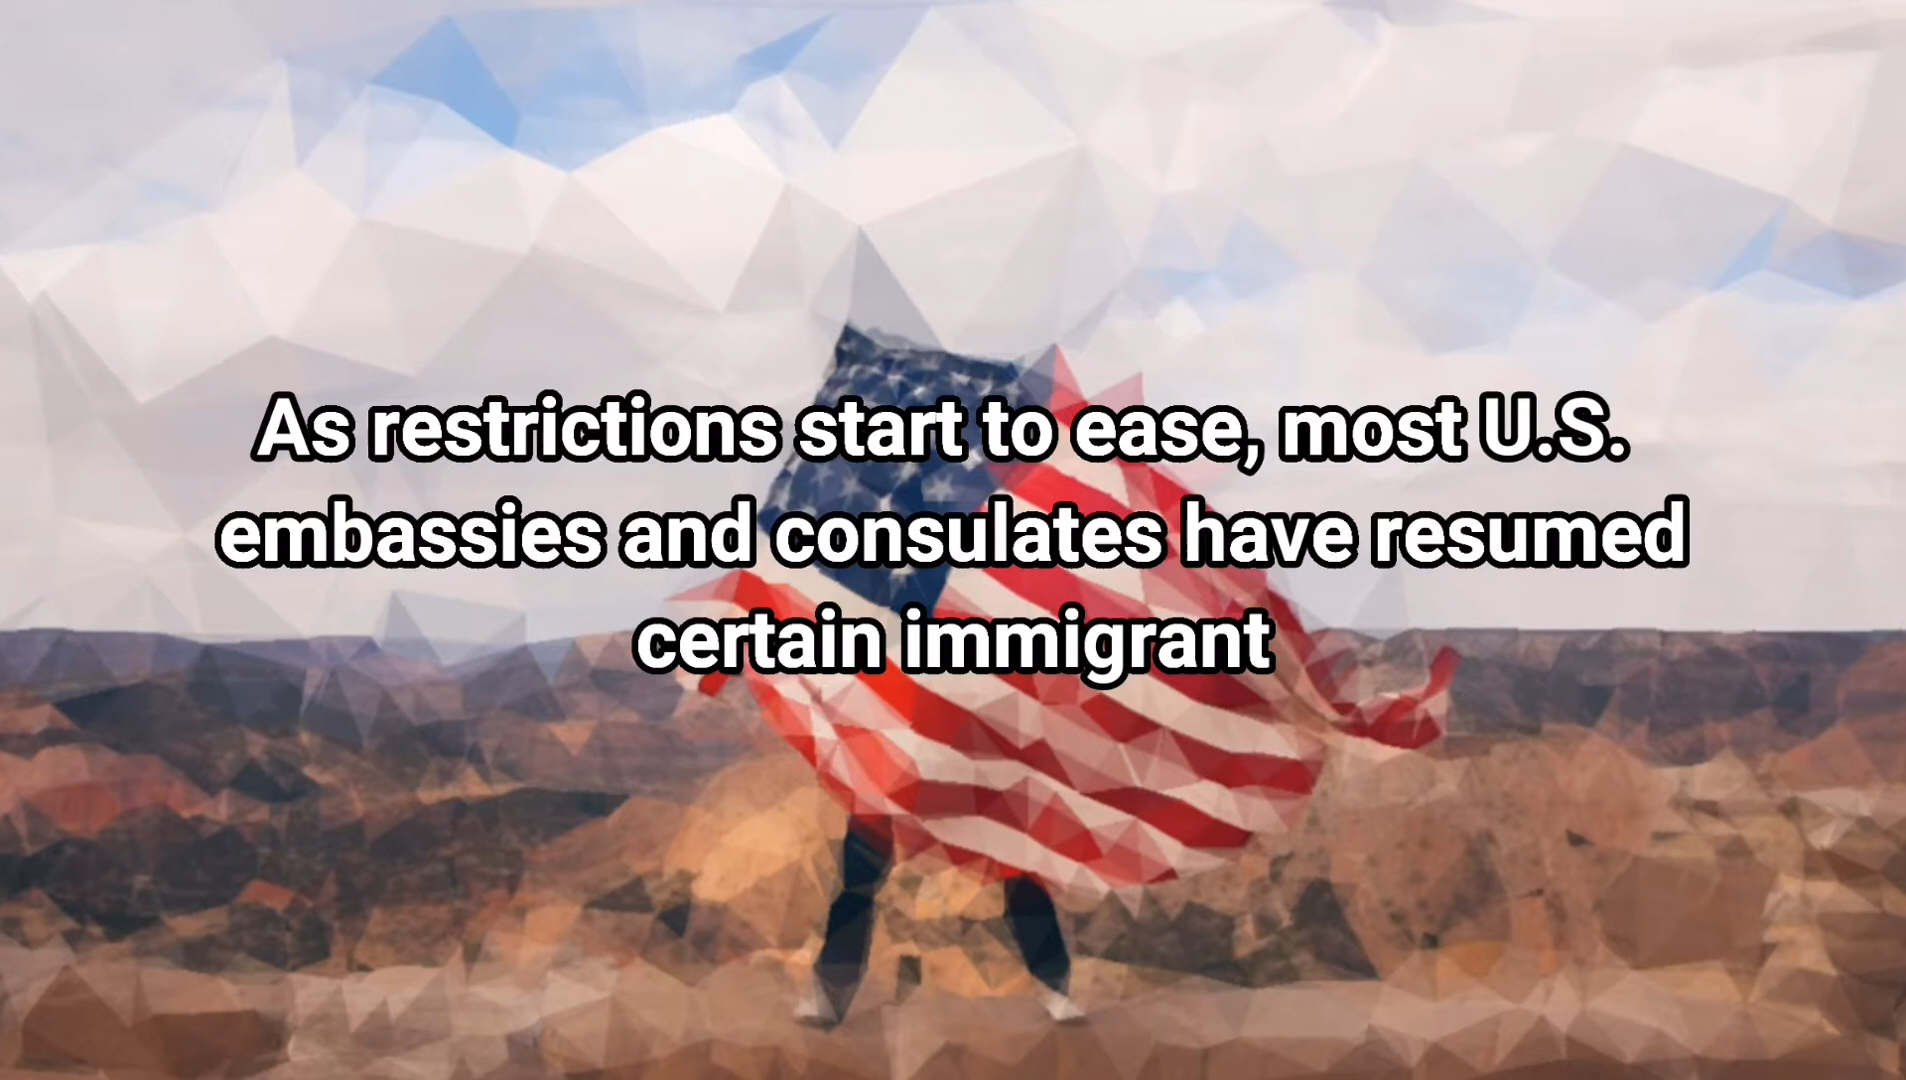 As restrictions start to ease, most U.S.
embassies and consulates have resumed
certain immigrant